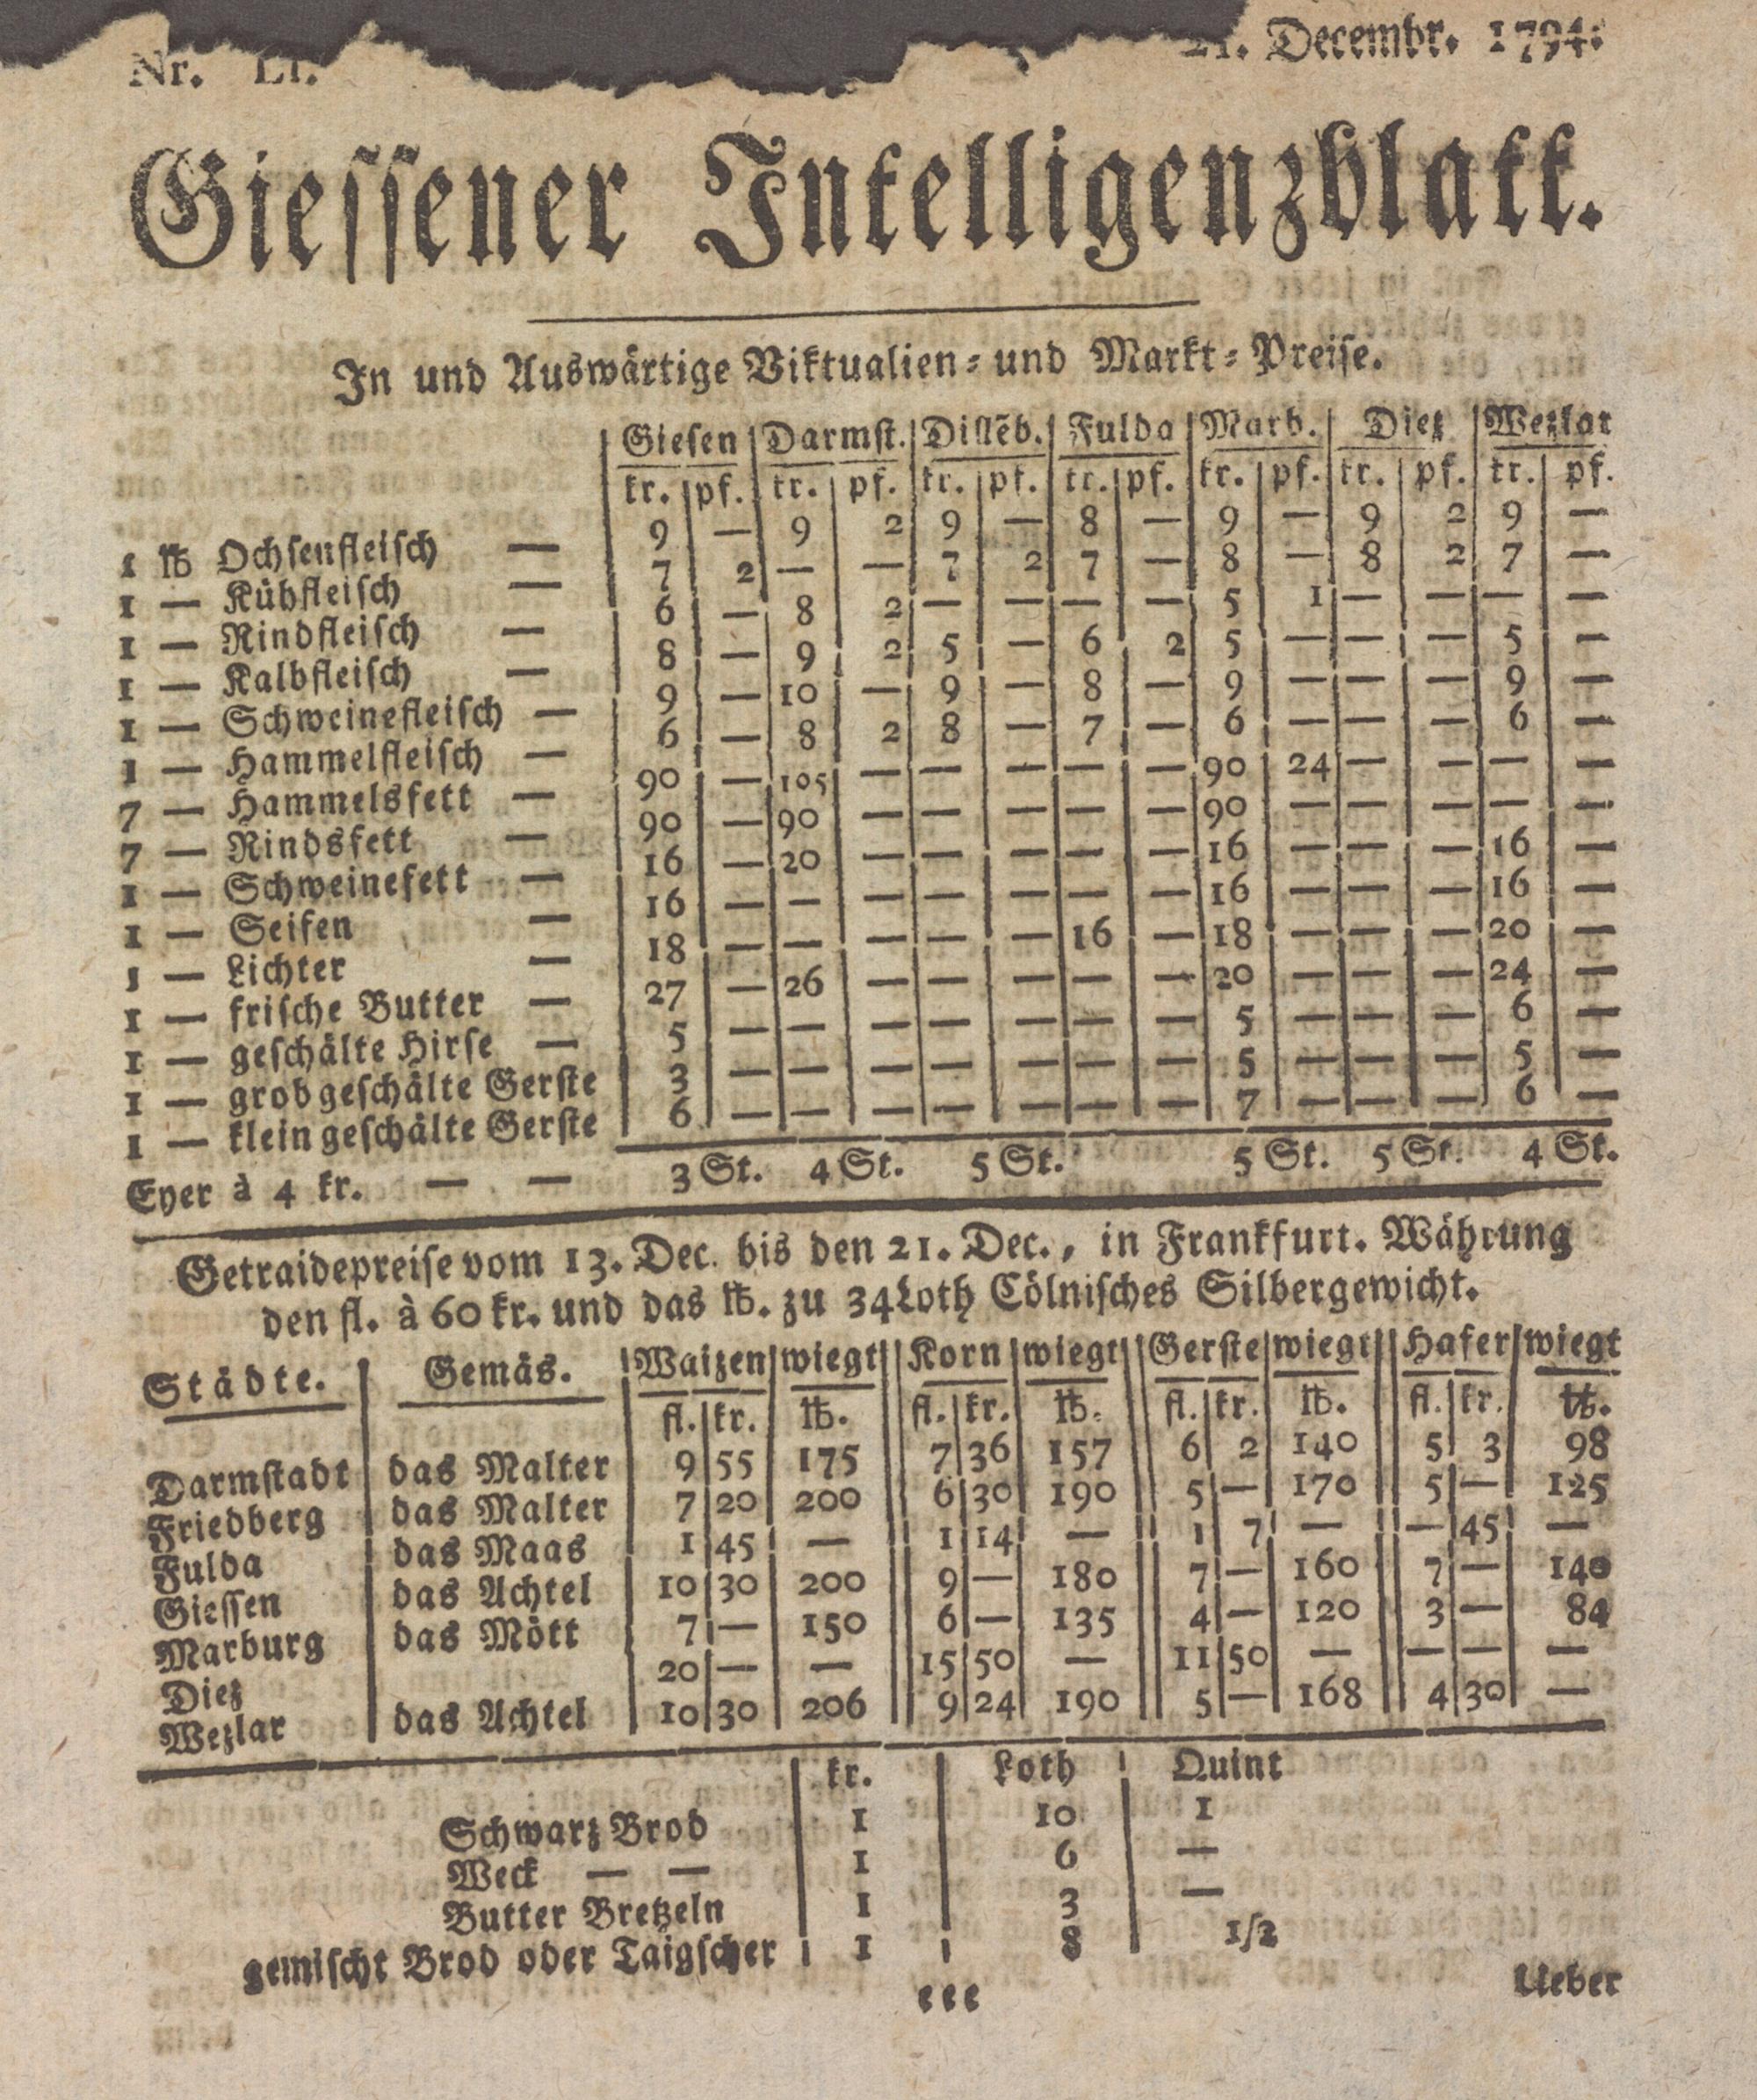 Nr. LI. 21. Decembr. 1794.
Giessener Intelligenzblatt.
In und Auswärtige Viktualien- und Markt-Preise.
Giesen Darmst. Dillēb. Fulda Marb. Dietz Wetzlar
kr. pf. kr. pf. kr. pf. kr. pf. kr. pf. kr. pf. kr. pf.
1 ℔ Ochsenfleisch — 9 — 9 2 9 — 8 — 9 — 9 2 9 —
1 — Kühfleisch — 7 2 — — 7 2 7 — 8 — 8 2 7 —
1 — Rindfleisch — 6 — 8 2 — — — — 5 1 — — — —
1 — Kalbfleisch — 8 — 9 2 5 — 6 2 5 — — — 5 —
1 — Schweinefleisch — 9 — 10 — 9 — 8 — 9 — — — 9 —
1 — Hammelfleisch — 6 — 8 2 8 — 7 — 6 — — — 6 —
7 — Hammelsfett — 90 — 105 — — — — — 90 24 — — — —
7 — Rindsfett — 90 — 90 — — — — — 90 — — — — —
1 — Schweinefett — 16 — 20 — — — — — 16 — — — 16 —
1 — Seifen — 16 — — — — — — — 16 — — — 16 —
1 — Lichter — 18 — — — — — 16 — 18 — — — 20 —
1 — frische Butter — 27 — 26 — — — — — 20 — — — 24 —
1 — geschälte Hirse — 5 — — — — — — — 5 — — — 6 —
1 — grob geschälte Gerste 3 — — — — — — — 5 — — — 5 —
1 — klein geschälte Gerste 6 — — — — — — — 7 — — — 6 —
Eyer à 4 kr. — — 3 St. 4 St. 5 St. 5 St. 5 St. 4 St.
Getraidepreise vom 13. Dec. bis den 21. Dec., in Frankfurt. Währung
den fl. à 60 kr. und das ℔. zu 34 Loth Cölnisches Silbergewicht.
Städte. Gemäs. Waizen wiegt Korn wiegt Gerste wiegt Hafer wiegt
fl. kr. ℔. fl. kr. ℔. fl. kr. ℔. fl. kr. ℔.
Darmstadt das Malter 9 55 175 7 36 157 6 2 140 5 3 98
Friedberg das Malter 7 20 200 6 30 190 5 — 170 5 — 125
Fulda das Maas 1 45 — 1 14 — 1 7 — — 45 —
Giessen das Achtel 10 30 200 9 — 180 7 — 160 7 — 140
Marburg das Mött 7 — 150 6 — 135 4 — 120 3 — 84
Dietz 20 — — 15 50 — 11 50 — — — —
Wetzlar das Achtel 10 30 206 9 24 190 5 — 168 4 30 —
kr. Loth Quint
Schwarz Brod 1 10 1
Weck — — 1 6 —
Butter Bretzeln 1 3 —
gemischt Brod oder Taigscher 1 8 1/2
e e e Ueber